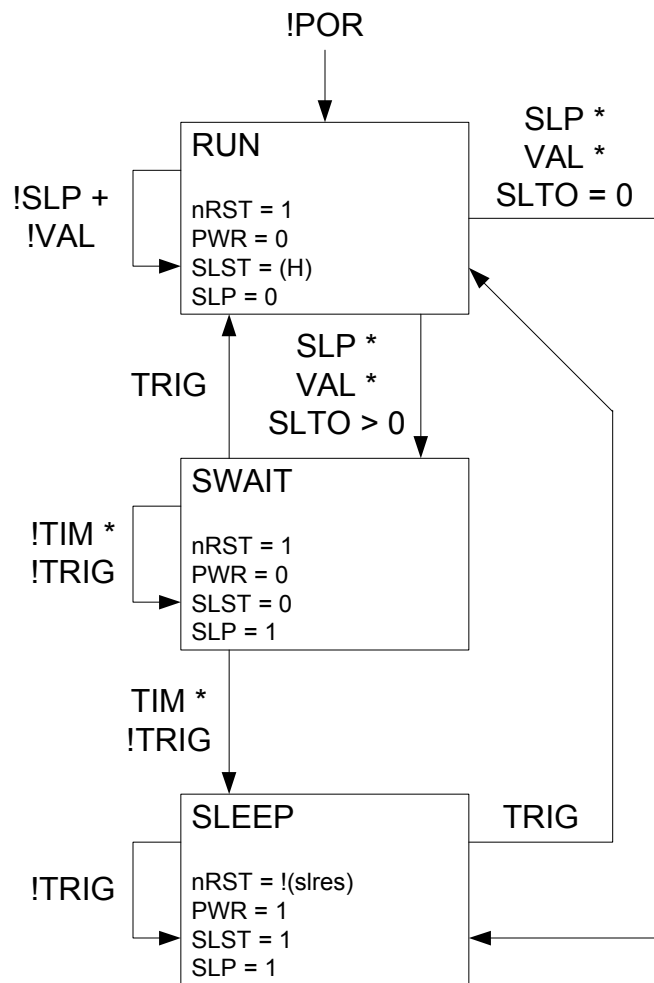 !POR
RUN
nRST = 1
PWR = 0
SLST = (H)
SLP = 0
!SLP +
!VAL
SLP *
VAL *
SLTO = 0
TRIG
SLP *
VAL *
SLTO > 0
SWAIT
nRST = 1
PWR = 0
SLST = 0
SLP = 1
!TIM *
!TRIG
TIM *
!TRIG
SLEEP
nRST = !(slres)
PWR = 1
SLST = 1
SLP = 1
!TRIG
TRIG